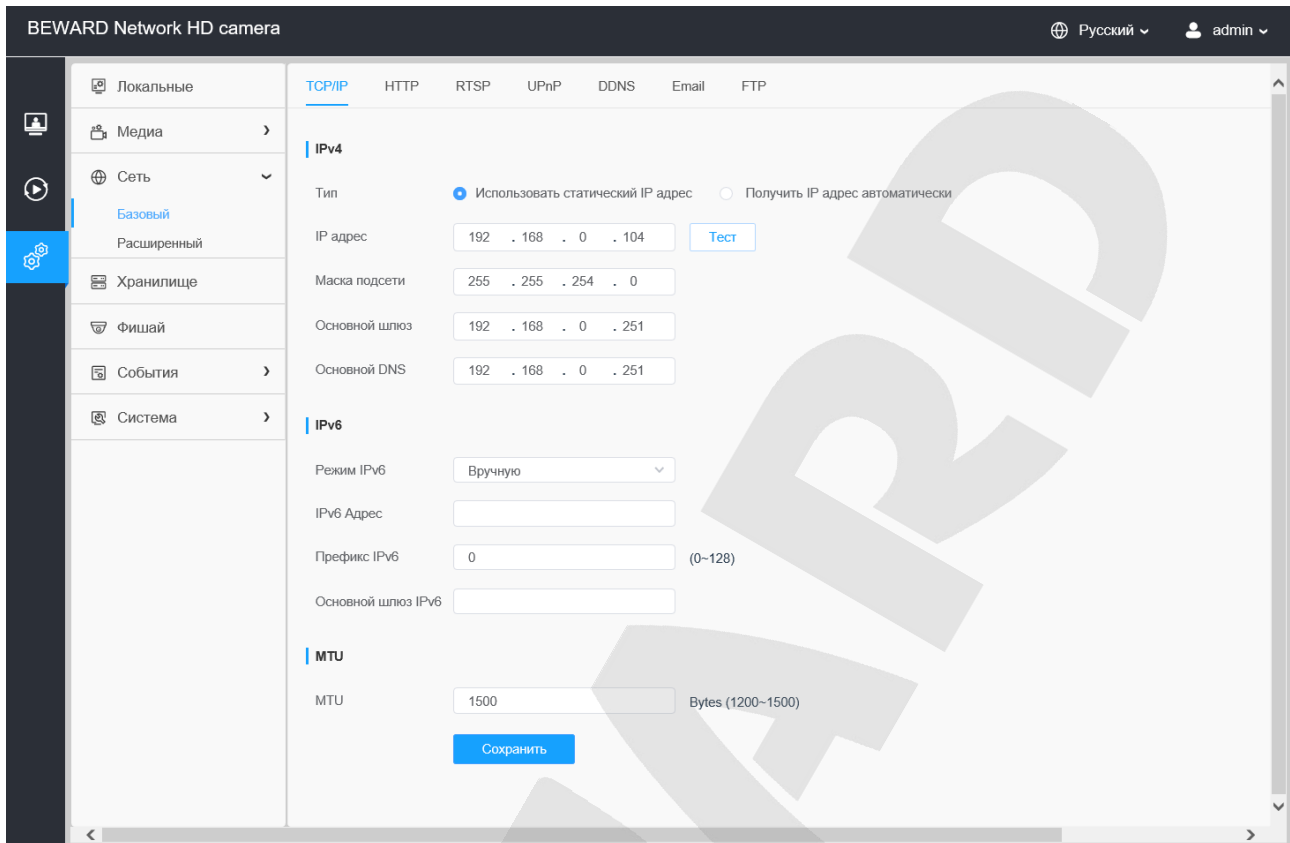 BEWARD Network HD camera
Русский
admin
Локальные
Медиа
Сеть
Базовый
Расширенный
Хранилище
Фишай
События
Система
TCP/IP HTTP RTSP UPnP DDNS Email FTP
IPv4
Тип Использовать статический IP адрес Получить IP адрес автоматически
IP адрес 192 . 168 . 0 . 104 Тест
Маска подсети 255 . 255 . 254 . 0
Основной шлюз 192 . 168 . 0 . 251
Основной DNS 192 . 168 . 0 . 251
IPv6
Режим IPv6 Вручную
IPv6 Адрес
Префикс IPv6 0 (0~128)
Основной шлюз IPv6
MTU
MTU 1500 Bytes (1200~1500)
Сохранить
WARD